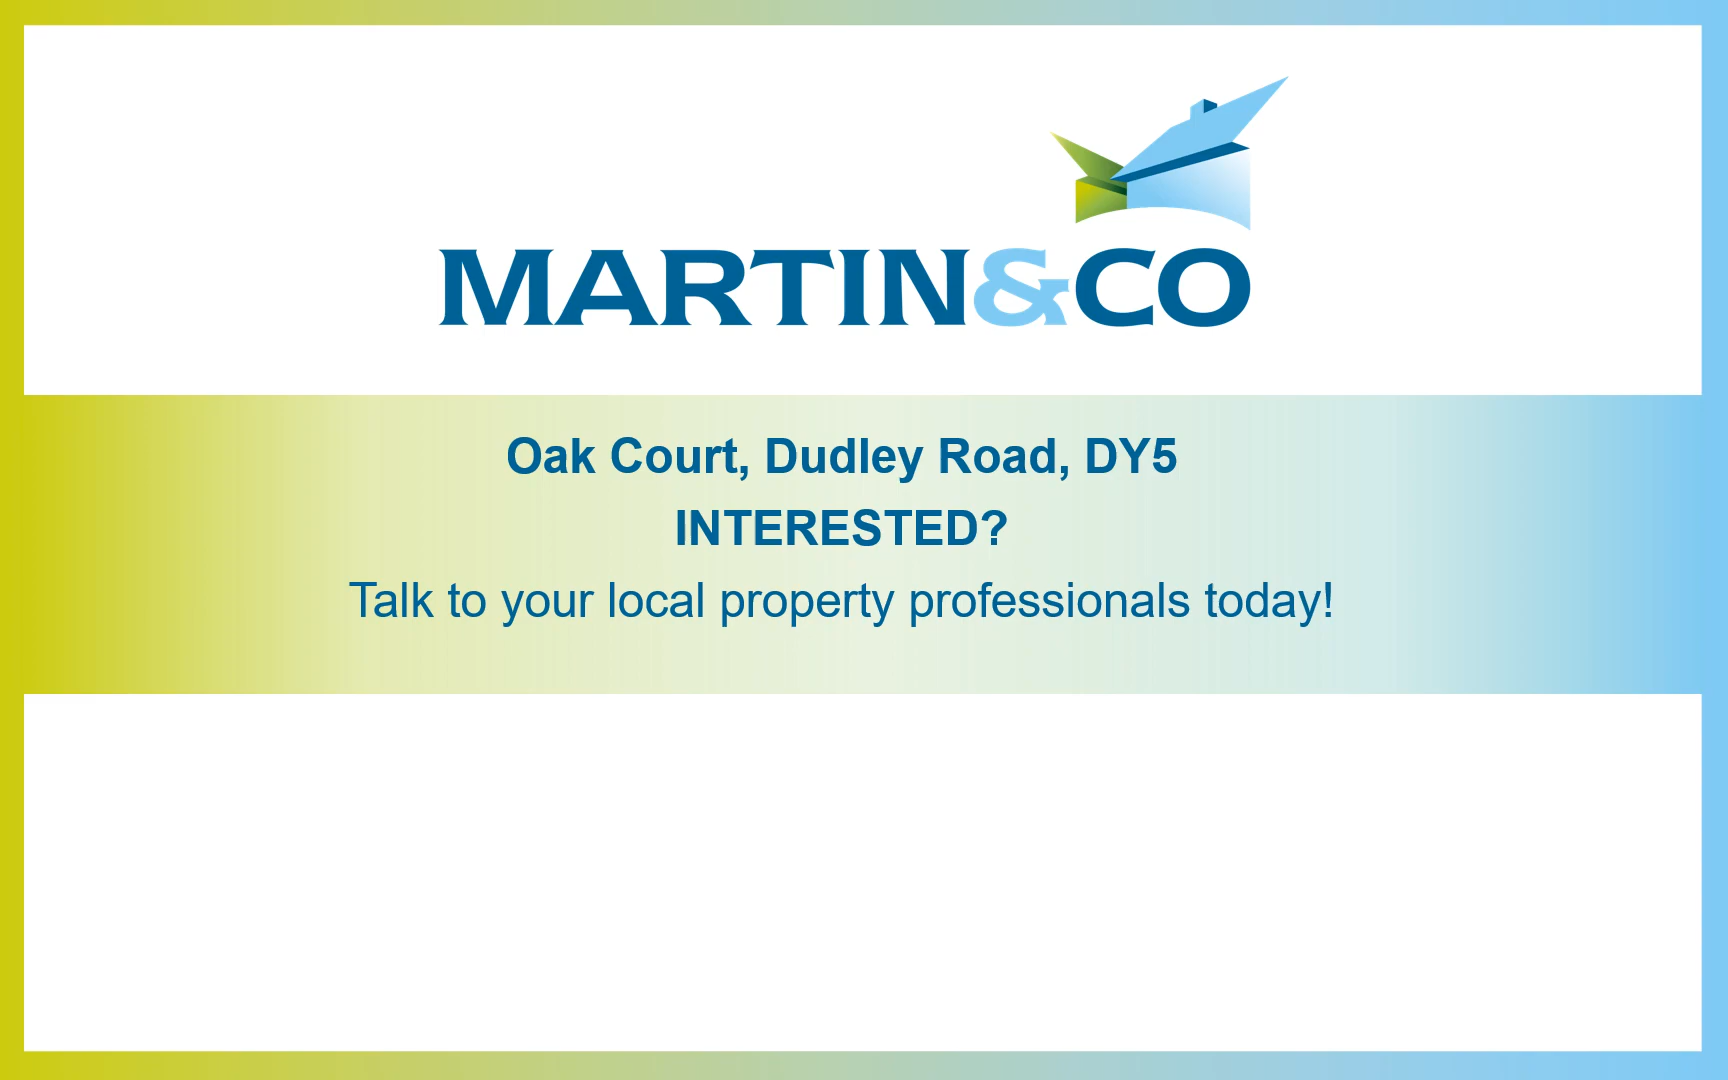 MARTIN&CO
Oak Court, Dudley Road, DY5
INTERESTED?
Talk to your local property professionals today!